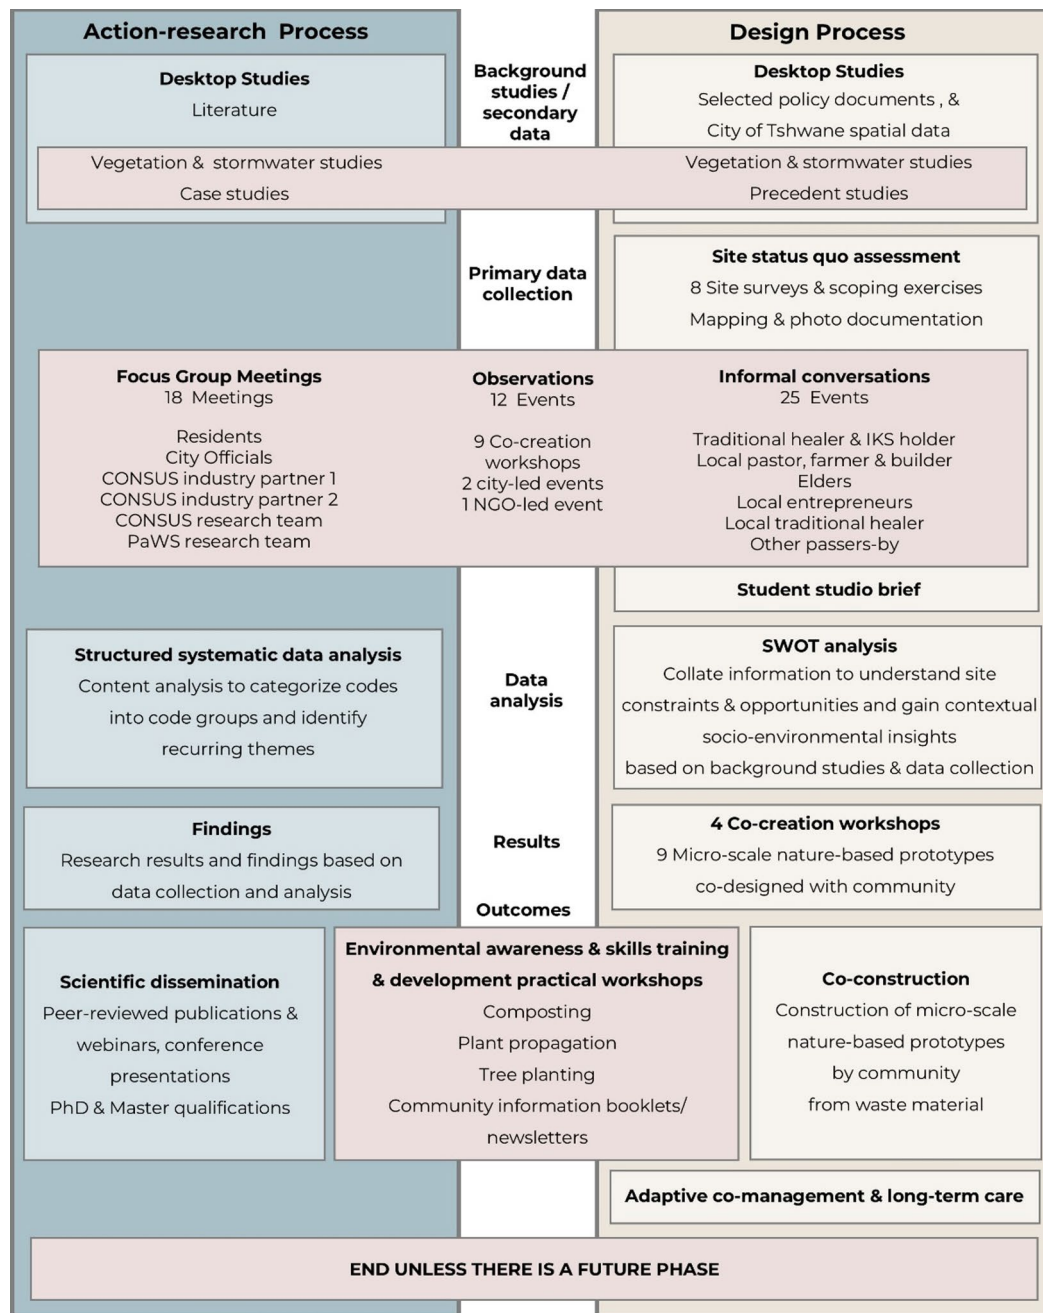 Action-research Process
Design Process
Desktop Studies
Literature
Background
studies /
secondary
data
Desktop Studies
Selected policy documents , &
City of Tshwane spatial data
Vegetation & stormwater studies
Case studies
Vegetation & stormwater studies
Precedent studies
Primary data
collection
Site status quo assessment
8 Site surveys & scoping exercises
Mapping & photo documentation
Focus Group Meetings
18 Meetings
Residents
City Officials
CONSUS industry partner 1
CONSUS industry partner 2
CONSUS research team
PaWS research team
Observations
12 Events
9 Co-creation
workshops
2 city-led events
1 NGO-led event
Informal conversations
25 Events
Traditional healer & IKS holder
Local pastor, farmer & builder
Elders
Local entrepreneurs
Local traditional healer
Other passers-by
Student studio brief
Structured systematic data analysis
Content analysis to categorize codes
into code groups and identify
recurring themes
Data
analysis
SWOT analysis
Collate information to understand site
constraints & opportunities and gain contextual
socio-environmental insights
based on background studies & data collection
Findings
Research results and findings based on
data collection and analysis
Results
4 Co-creation workshops
9 Micro-scale nature-based prototypes
co-designed with community
Outcomes
Scientific dissemination
Peer-reviewed publications &
webinars, conference
presentations
PhD & Master qualifications
Environmental awareness & skills training
& development practical workshops
Composting
Plant propagation
Tree planting
Community information booklets/
newsletters
Co-construction
Construction of micro-scale
nature-based prototypes
by community
from waste material
Adaptive co-management & long-term care
END UNLESS THERE IS A FUTURE PHASE